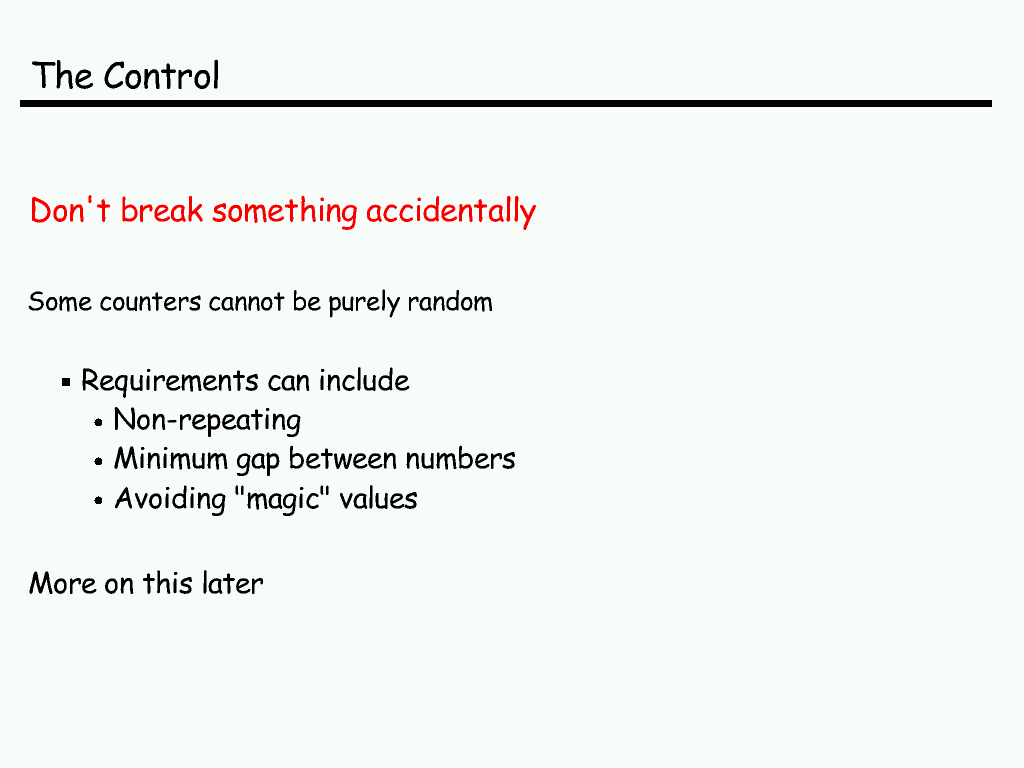 The Control
Don't break something accidentally
Some counters cannot be purely random
▪ Requirements can include
• Non-repeating
• Minimum gap between numbers
• Avoiding "magic" values
More on this later